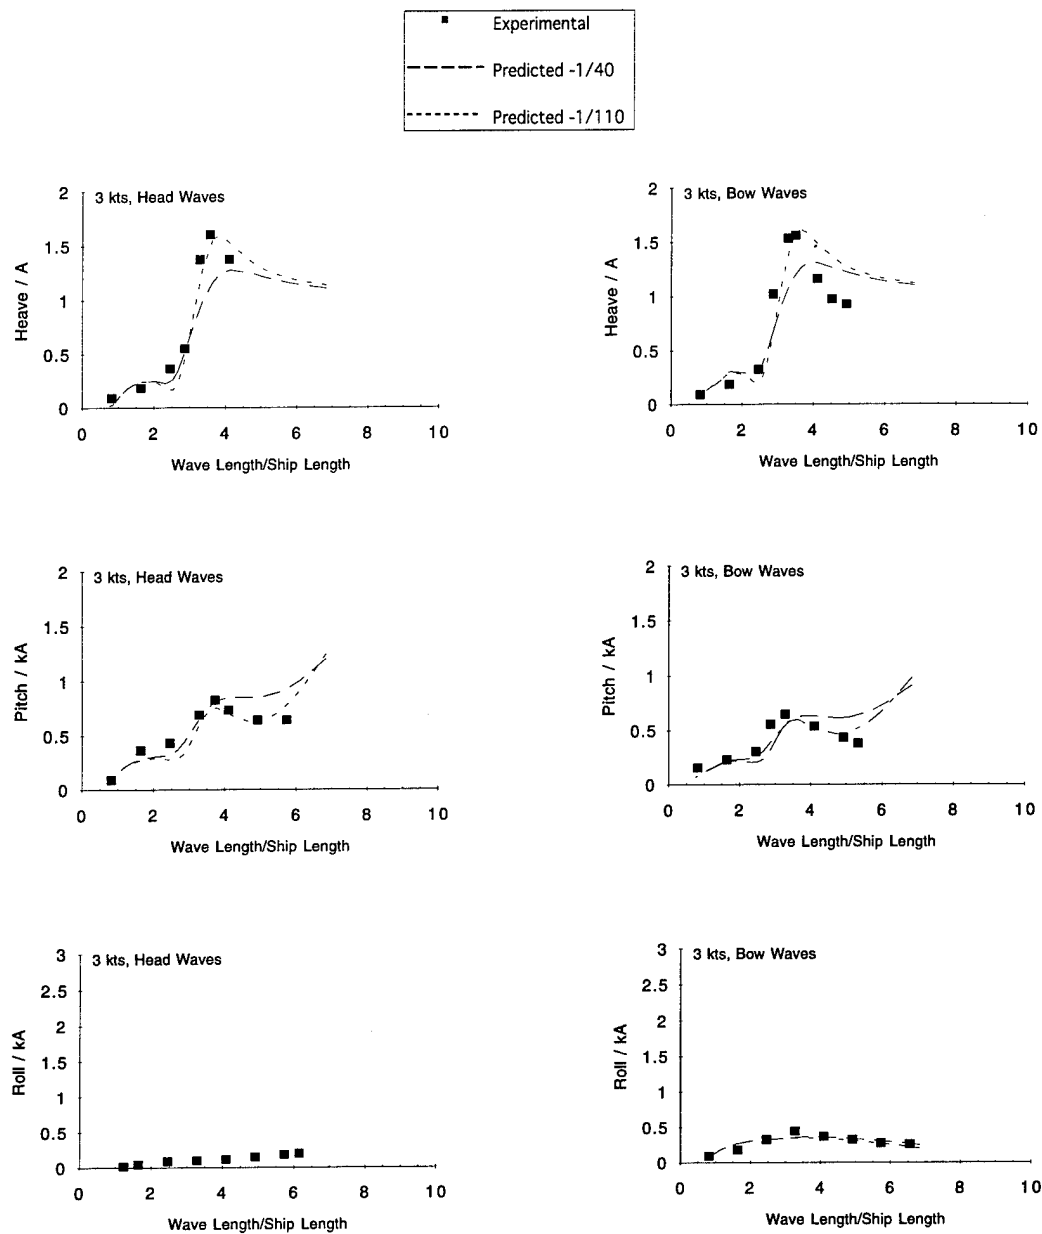 Experimental
Predicted -1/40
Predicted -1/110
3 kts, Head Waves
2
1.5
1
0.5
0
Heave / A
0 2 4 6 8 10
Wave Length/Ship Length
3 kts, Bow Waves
2
1.5
1
0.5
0
Heave / A
0 2 4 6 8 10
Wave Length/Ship Length
3 kts, Head Waves
2
1.5
1
0.5
0
Pitch / kA
0 2 4 6 8 10
Wave Length/Ship Length
3 kts, Bow Waves
2
1.5
1
0.5
0
Pitch / kA
0 2 4 6 8 10
Wave Length/Ship Length
3 kts, Head Waves
3
2.5
2
1.5
1
0.5
0
Roll / kA
0 2 4 6 8 10
Wave Length/Ship Length
3 kts, Bow Waves
3
2.5
2
1.5
1
0.5
0
Roll / kA
0 2 4 6 8 10
Wave Length/Ship Length